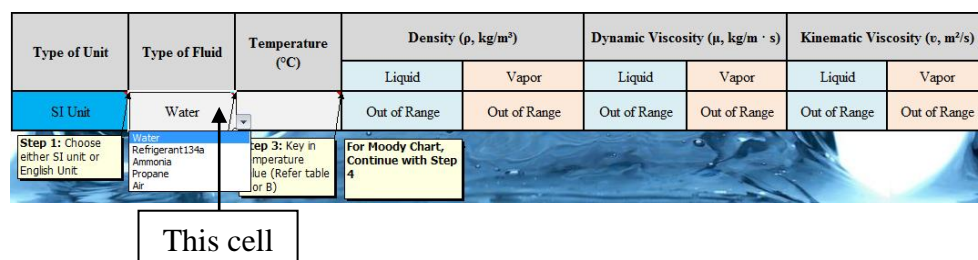 Type of Unit
Type of Fluid
Temperature
(°C)
Density (ρ, kg/m³)
Dynamic Viscosity (μ, kg/m · s)
Kinematic Viscosity (υ, m²/s)
Liquid
Vapor
Liquid
Vapor
Liquid
Vapor
SI Unit
Water
Out of Range
Out of Range
Out of Range
Out of Range
Out of Range
Out of Range
Step 1: Choose
either SI unit or
English Unit
Water
Refrigerant134a
Ammonia
Propane
Air
3: Key in
(Refer table
or B)
For Moody Chart,
Continue with Step
4
This cell